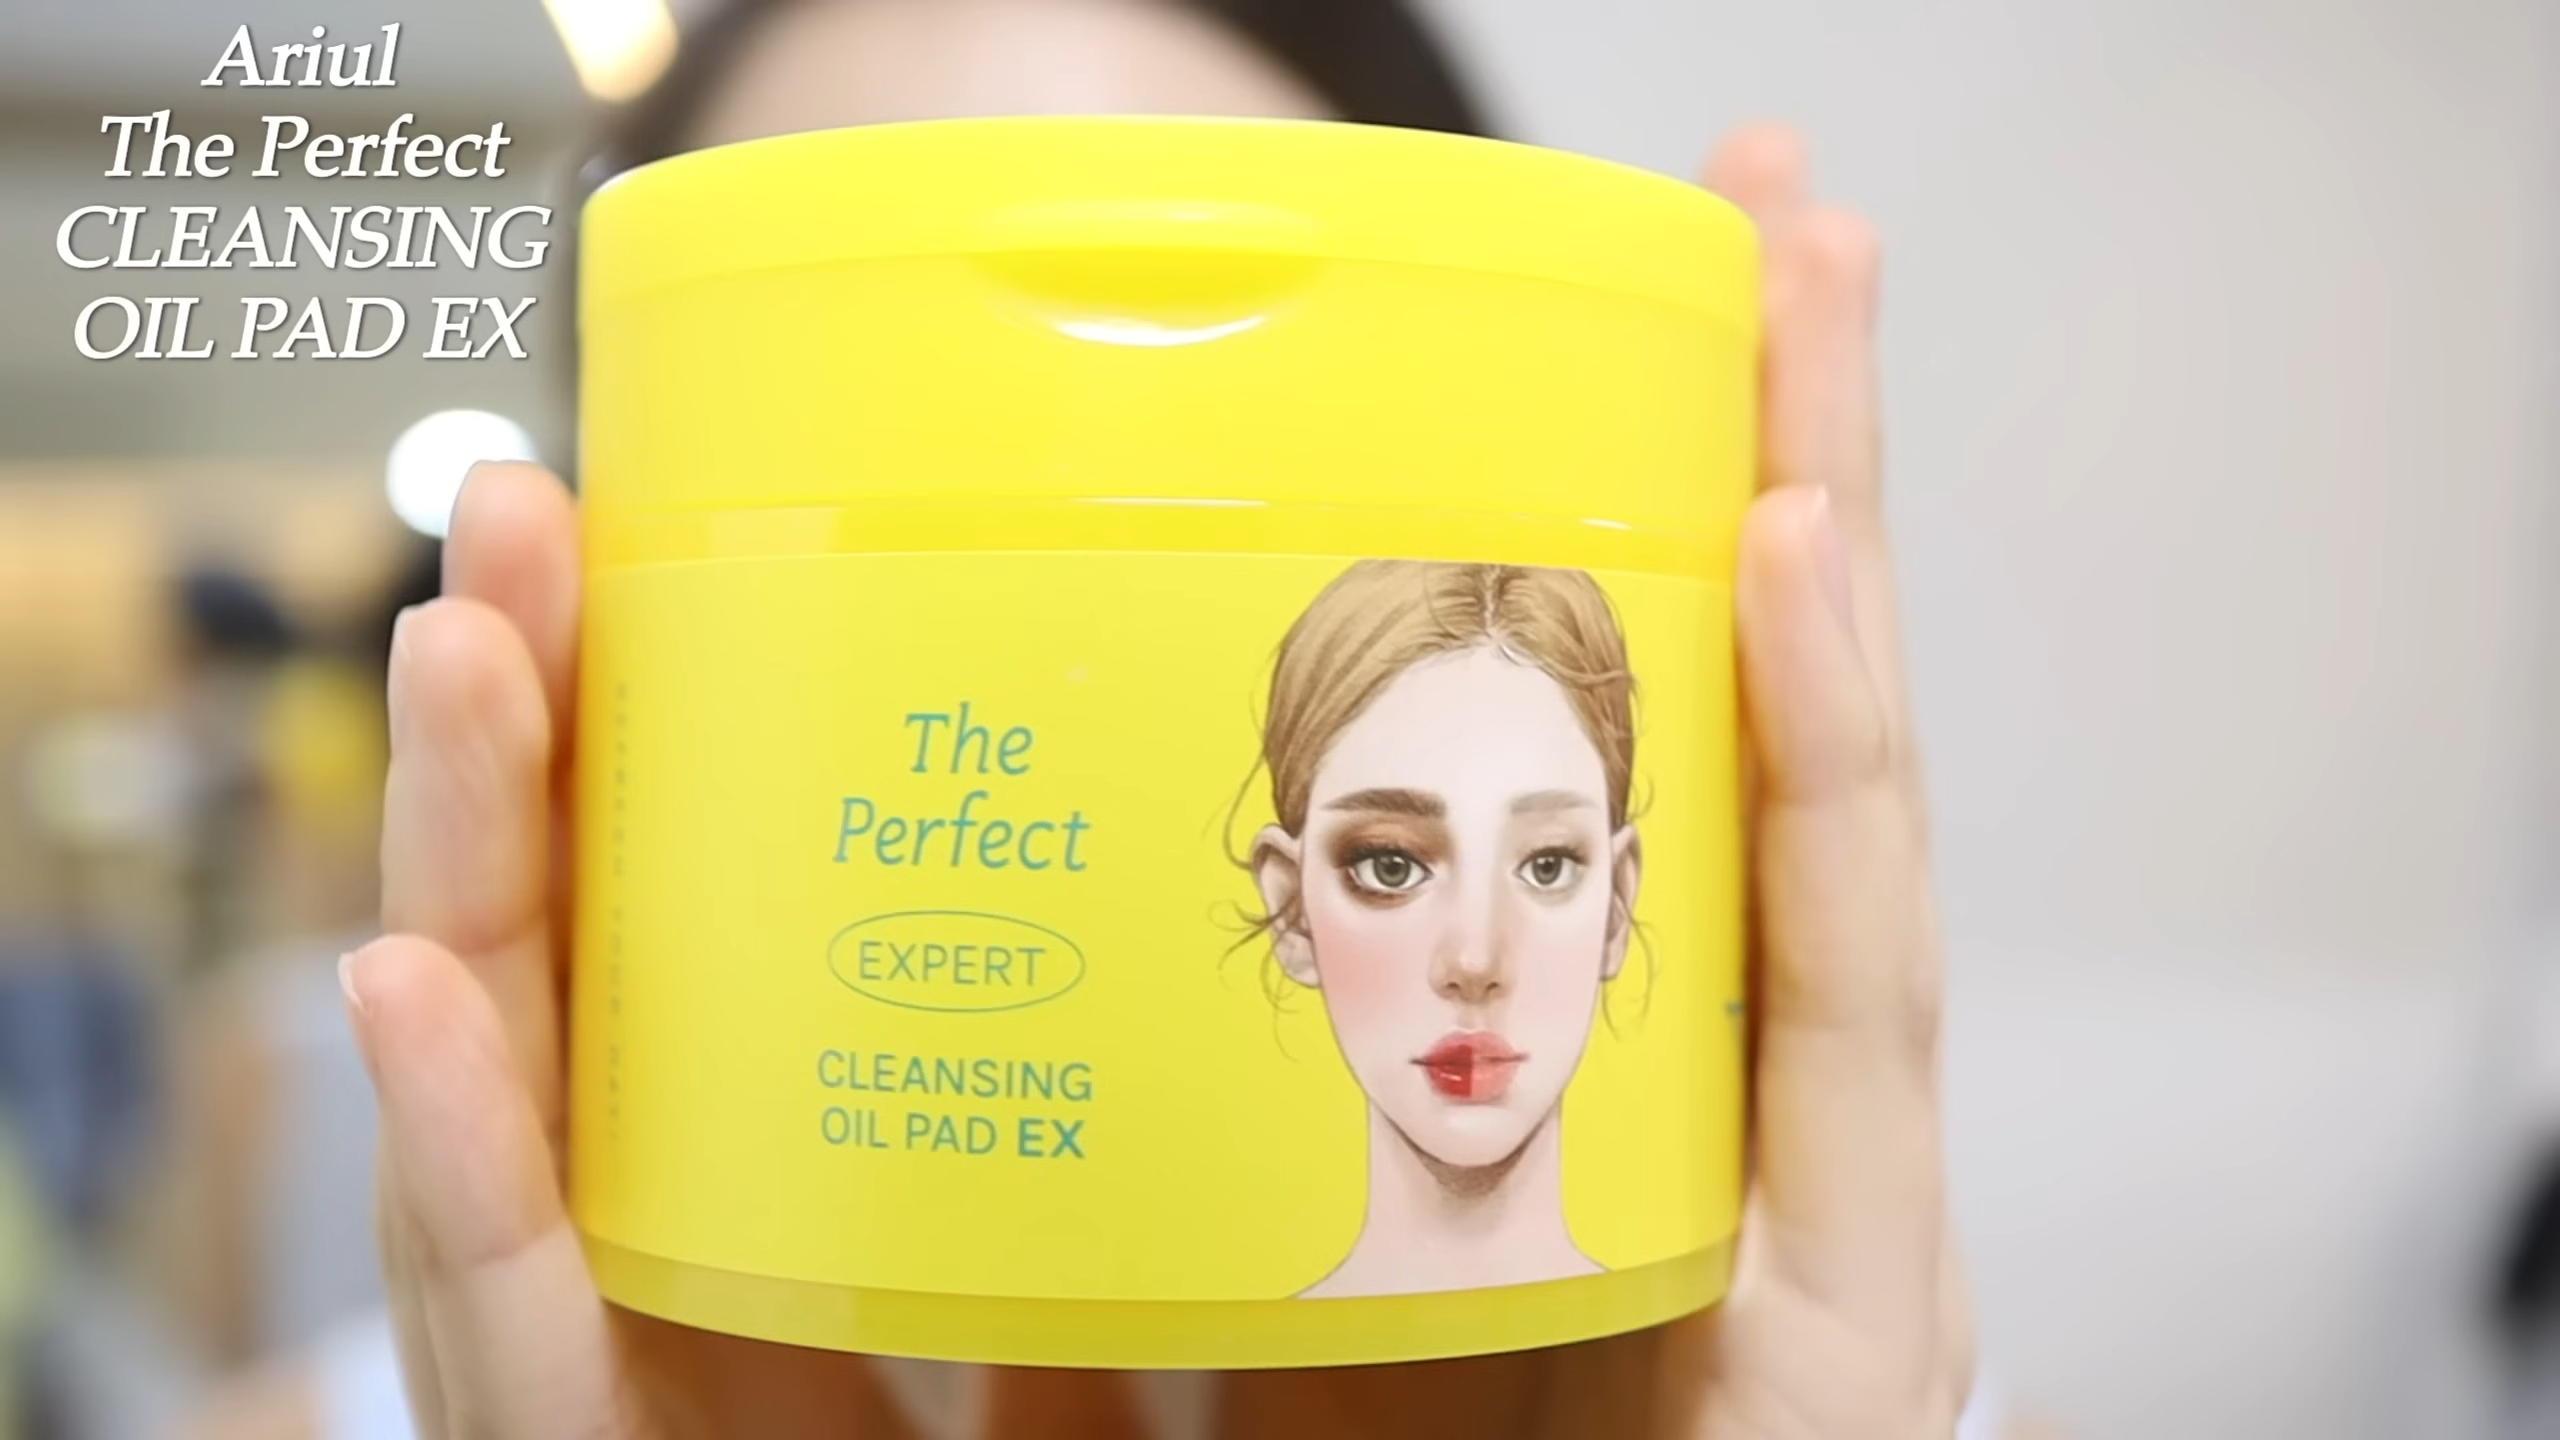 Ariul
The Perfect
CLEANSING
OIL PAD EX
The
Perfect
EXPERT
CLEANSING
OIL PAD EX